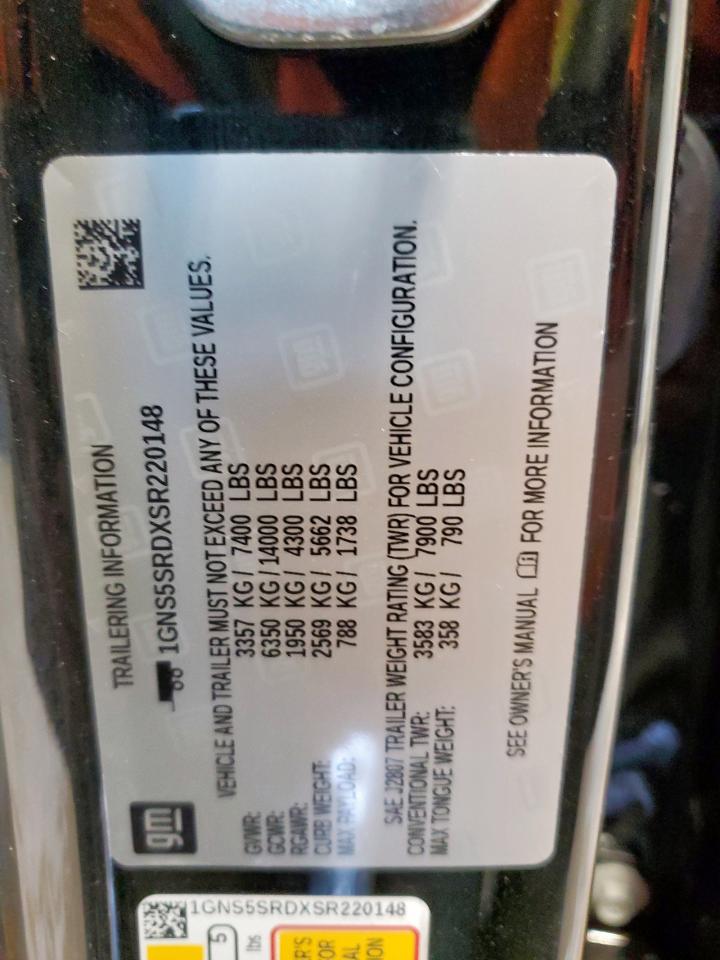 gm
TRAILERING INFORMATION
1GNS5SRDXSR220148
VEHICLE AND TRAILER MUST NOT EXCEED ANY OF THESE VALUES.
GVWR: 3357 KG / 7400 LBS
GCWR: 6350 KG / 14000 LBS
RGAWR: 1950 KG / 4300 LBS
CURB WEIGHT: 2569 KG / 5662 LBS
MAX PAYLOAD: 788 KG / 1738 LBS
SAE J2807 TRAILER WEIGHT RATING (TWR) FOR VEHICLE CONFIGURATION.
CONVENTIONAL TWR: 3583 KG / 7900 LBS
MAX TONGUE WEIGHT: 358 KG / 790 LBS
SEE OWNER'S MANUAL FOR MORE INFORMATION
1GNS5SRDXSR220148
5
lbs